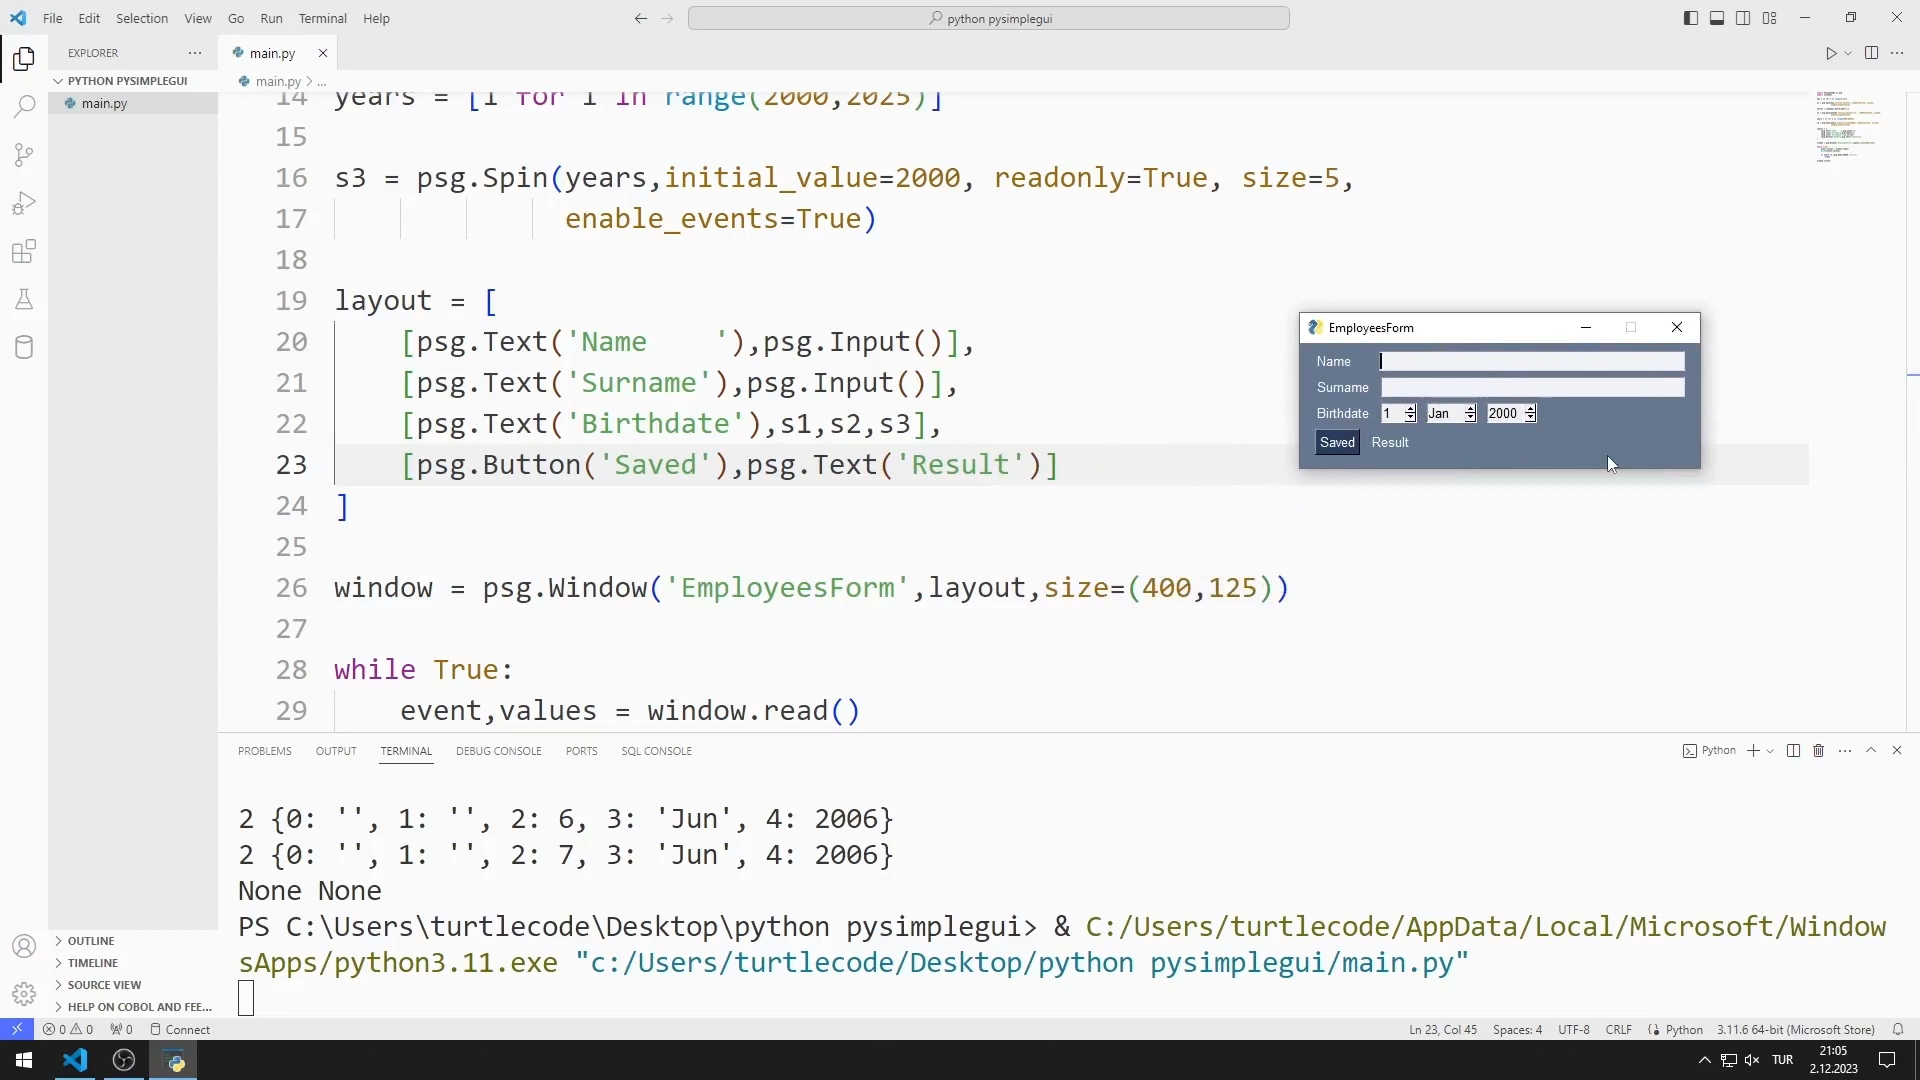 File Edit Selection View Go Run Terminal Help
python pysimplegui
EXPLORER
main.py
PYTHON PYSIMPLEGUI
main.py > ...
main.py
14 years = [i for i in range(2000,2025)]
15
16 s3 = psg.Spin(years,initial_value=2000, readonly=True, size=5,
17 enable_events=True)
18
19 layout = [
20 [psg.Text('Name    '),psg.Input()],
21 [psg.Text('Surname'),psg.Input()],
22 [psg.Text('Birthdate'),s1,s2,s3],
23 [psg.Button('Saved'),psg.Text('Result')]
24 ]
25
26 window = psg.Window('EmployeesForm',layout,size=(400,125))
27
28 while True:
29 event,values = window.read()
EmployeesForm
Name
Surname
Birthdate 1 Jan 2000
Saved Result
PROBLEMS OUTPUT TERMINAL DEBUG CONSOLE PORTS SQL CONSOLE
Python
2 {0: '', 1: '', 2: 6, 3: 'Jun', 4: 2006}
2 {0: '', 1: '', 2: 7, 3: 'Jun', 4: 2006}
None None
PS C:\Users\turtlecode\Desktop\python pysimplegui> & C:/Users/turtlecode/AppData/Local/Microsoft/Window
sApps/python3.11.exe "c:/Users/turtlecode/Desktop/python pysimplegui/main.py"
OUTLINE
TIMELINE
SOURCE VIEW
HELP ON COBOL AND FEE...
0 0 0 Connect
Ln 23, Col 45 Spaces: 4 UTF-8 CRLF Python 3.11.6 64-bit (Microsoft Store)
TUR
21:05
2.12.2023